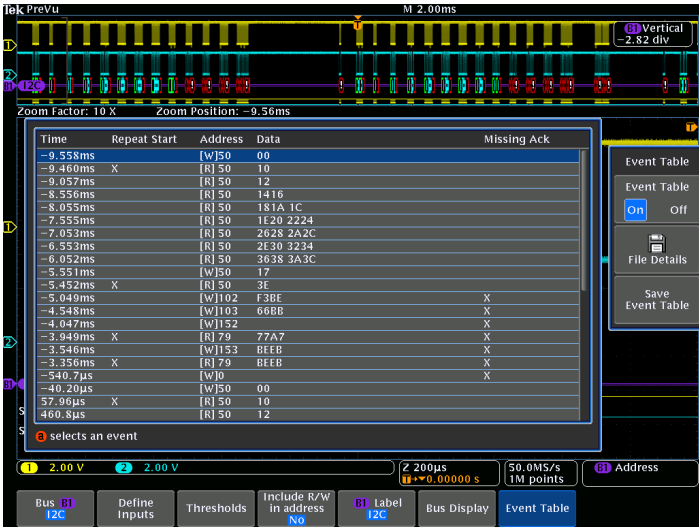 Tek PreVu M 2.00ms
T
B1 Vertical
-2.82 div
1
2
B1 I2C
Zoom Factor: 10 X Zoom Position: -9.56ms
T
Time Repeat Start Address Data Missing Ack
-9.558ms [W]50 00
-9.460ms X [R] 50 10
-9.057ms [R] 50 12
-8.556ms [R] 50 1416
-8.055ms [R] 50 181A 1C
-7.555ms [R] 50 1E20 2224
-7.053ms [R] 50 2628 2A2C
-6.553ms [R] 50 2E30 3234
-6.052ms [R] 50 3638 3A3C
-5.551ms [W]50 17
-5.452ms X [R] 50 3E
-5.049ms [W]102 F3BE X
-4.548ms [W]103 66BB X
-4.047ms [W]152 X
-3.949ms X [R] 79 77A7 X
-3.546ms [W]153 BEEB X
-3.356ms X [R] 79 BEEB X
-540.7µs [W]0 X
-40.20µs [W]50 00
57.96µs X [R] 50 10
460.8µs [R] 50 12
a selects an event
Event Table
Event Table
On Off
File Details
Save
Event Table
1
2
B1
S
S
1 2.00 V 2 2.00 V
Z 200µs
T→▼0.00000 s
50.0MS/s
1M points
B1 Address
Bus B1
I2C
Define
Inputs
Thresholds
Include R/W
in address
No
B1 Label
I2C
Bus Display
Event Table